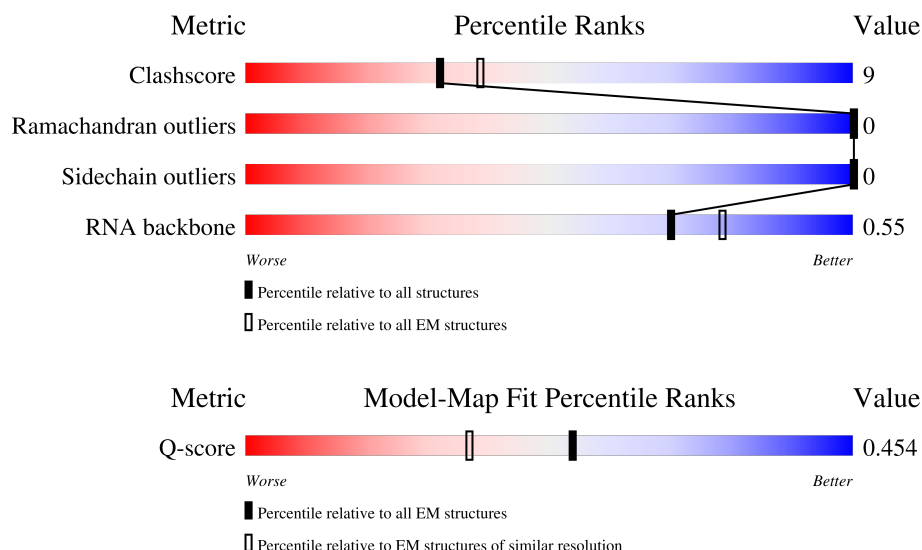 Metric Percentile Ranks Value
Clashscore 9
Ramachandran outliers 0
Sidechain outliers 0
RNA backbone 0.55
Worse Better
Percentile relative to all structures
Percentile relative to all EM structures
Metric Model-Map Fit Percentile Ranks Value
Q-score 0.454
Worse Better
Percentile relative to all EM structures
Percentile relative to EM structures of similar resolution